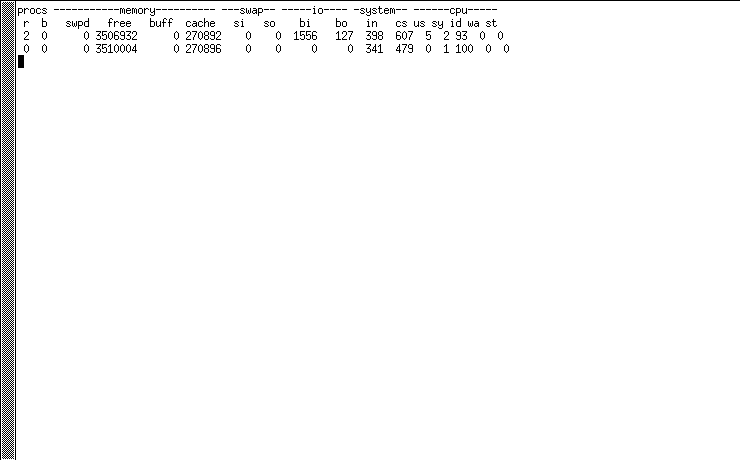 procs -----------memory---------- ---swap-- -----io---- -system-- ------cpu-----
 r  b   swpd   free   buff  cache   si   so    bi    bo   in   cs us sy id wa st
 2  0      0 3506932      0 270892    0    0  1556   127  398  607  5  2 93  0  0
 0  0      0 3510004      0 270896    0    0     0     0  341  479  0  1 100  0  0